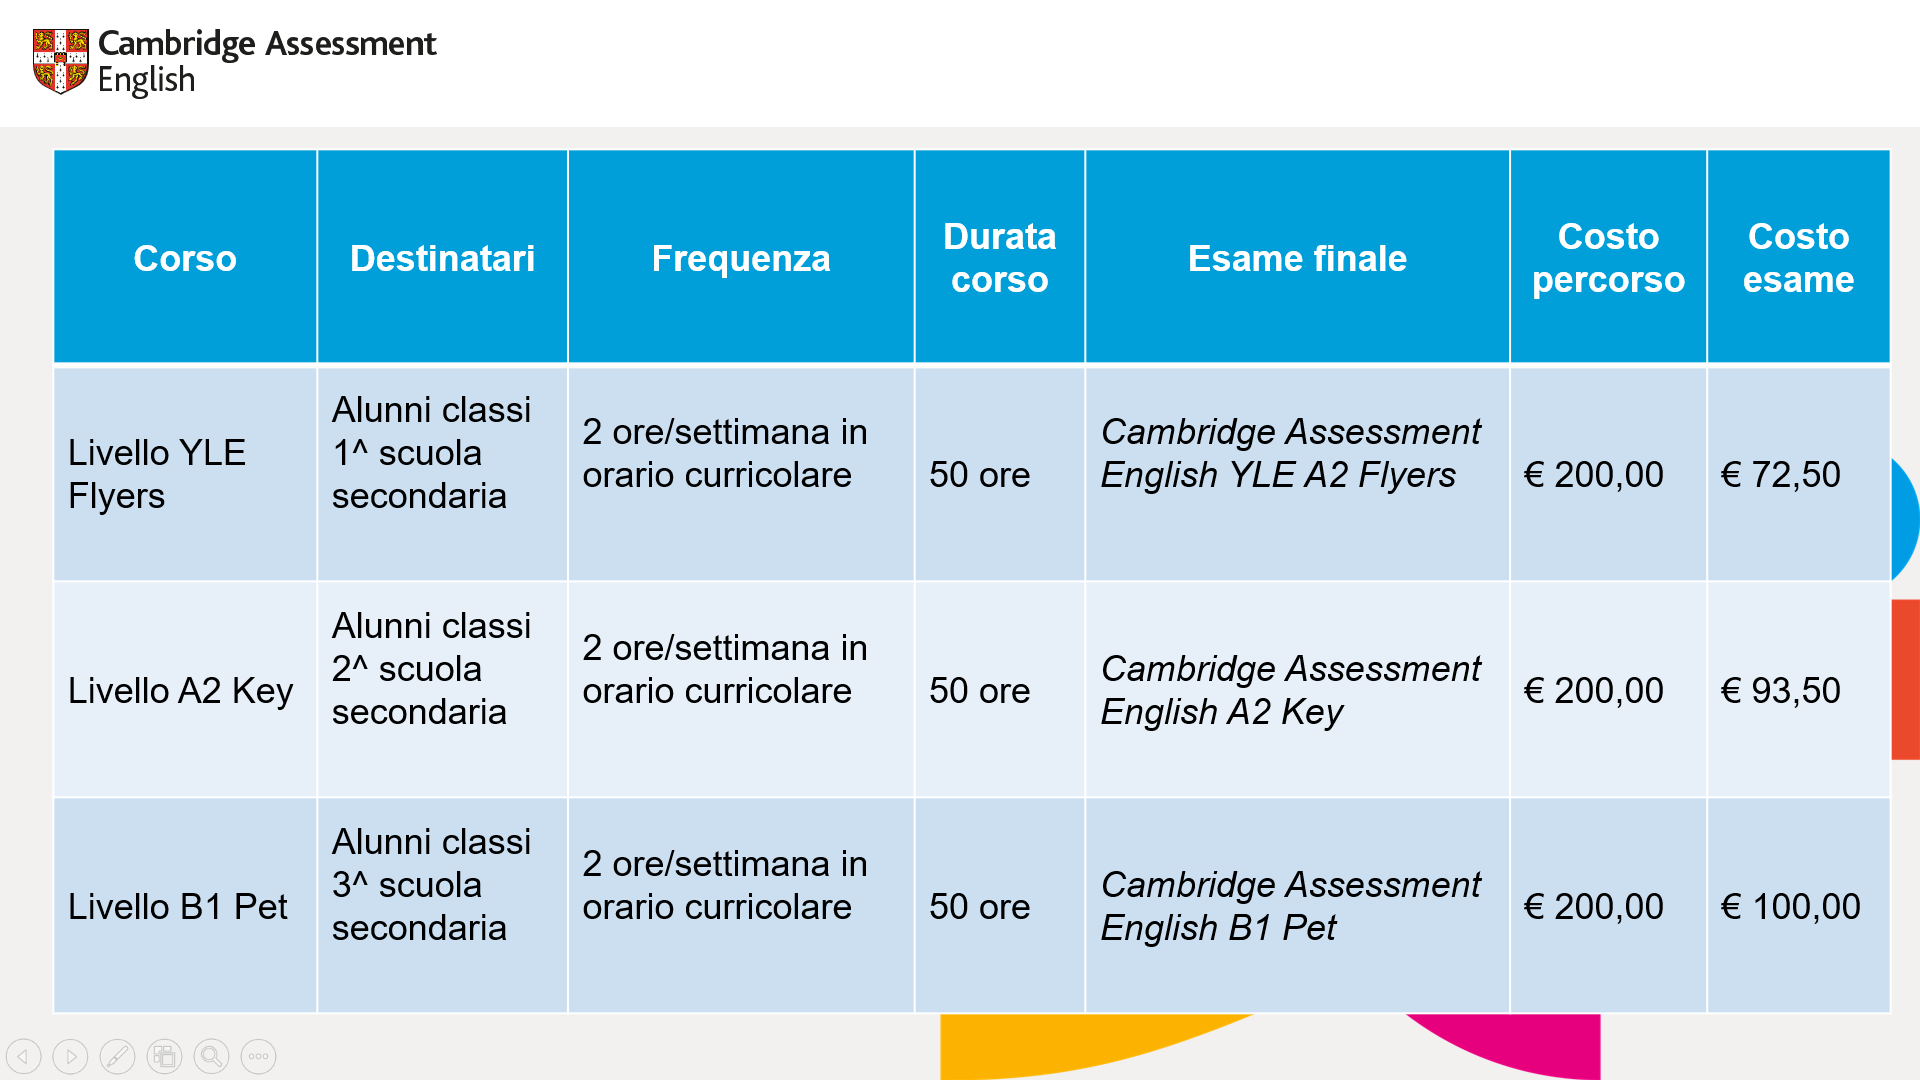 Cambridge Assessment
English
Corso
Destinatari
Frequenza
Durata
corso
Esame finale
Costo
percorso
Costo
esame
Livello YLE
Flyers
Alunni classi
1^ scuola
secondaria
2 ore/settimana in
orario curricolare
50 ore
Cambridge Assessment
English YLE A2 Flyers
€ 200,00
€ 72,50
Livello A2 Key
Alunni classi
2^ scuola
secondaria
2 ore/settimana in
orario curricolare
50 ore
Cambridge Assessment
English A2 Key
€ 200,00
€ 93,50
Livello B1 Pet
Alunni classi
3^ scuola
secondaria
2 ore/settimana in
orario curricolare
50 ore
Cambridge Assessment
English B1 Pet
€ 200,00
€ 100,00